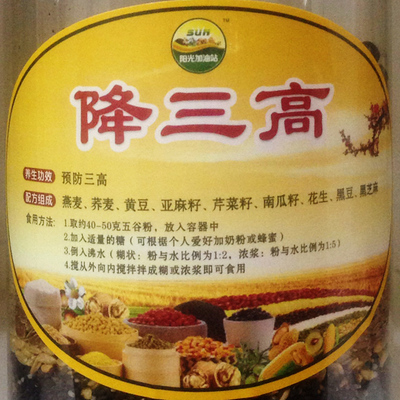 SUN
TM
阳光加油站
降三高
养生功效 预防三高
配方组成 燕麦、荞麦、黄豆、亚麻籽、芹菜籽、南瓜籽、花生、黑豆、黑芝麻
食用方法: 1.取约40-50克五谷粉，放入容器中
2.加入适量的糖（可根据个人爱好加奶粉或蜂蜜）
3.倒入沸水（糊状：粉与水比例为1:2，浓浆：粉与水比例为1:5）
4.搅从外向内搅拌拌成糊或浓浆即可食用